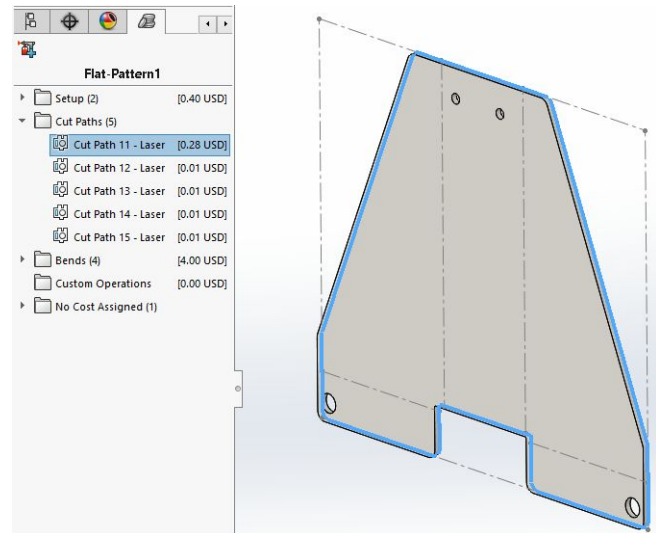 Flat-Pattern1
Setup (2) [0.40 USD]
Cut Paths (5)
Cut Path 11 - Laser [0.28 USD]
Cut Path 12 - Laser [0.01 USD]
Cut Path 13 - Laser [0.01 USD]
Cut Path 14 - Laser [0.01 USD]
Cut Path 15 - Laser [0.01 USD]
Bends (4) [4.00 USD]
Custom Operations [0.00 USD]
No Cost Assigned (1)